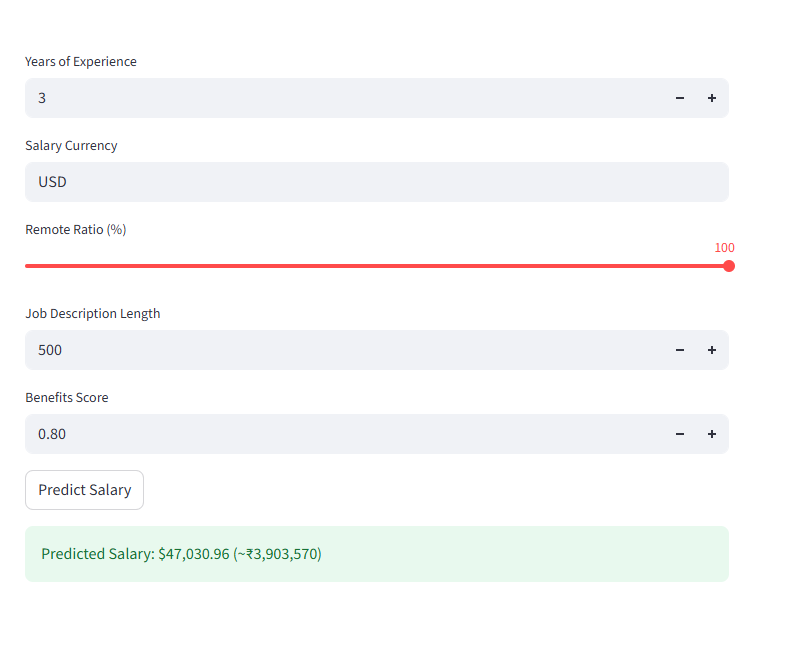 Years of Experience
3
Salary Currency
USD
Remote Ratio (%)
100
Job Description Length
500
Benefits Score
0.80
Predict Salary
Predicted Salary: $47,030.96 (~₹3,903,570)